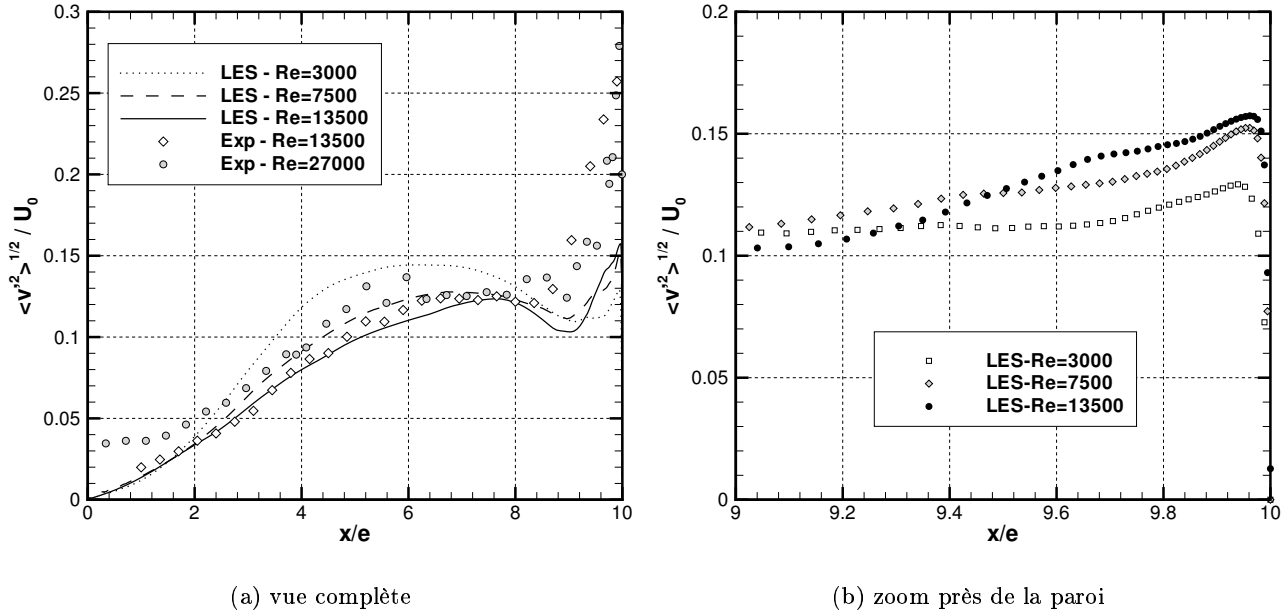 <v'²>^1/2 / U₀
0.3
0.25
0.2
0.15
0.1
0.05
0
LES - Re=3000
LES - Re=7500
LES - Re=13500
Exp - Re=13500
Exp - Re=27000
0 2 4 6 8 10
x/e
(a) vue complète
<v'²>^1/2 / U₀
0.2
0.15
0.1
0.05
0
LES-Re=3000
LES-Re=7500
LES-Re=13500
9 9.2 9.4 9.6 9.8 10
x/e
(b) zoom près de la paroi